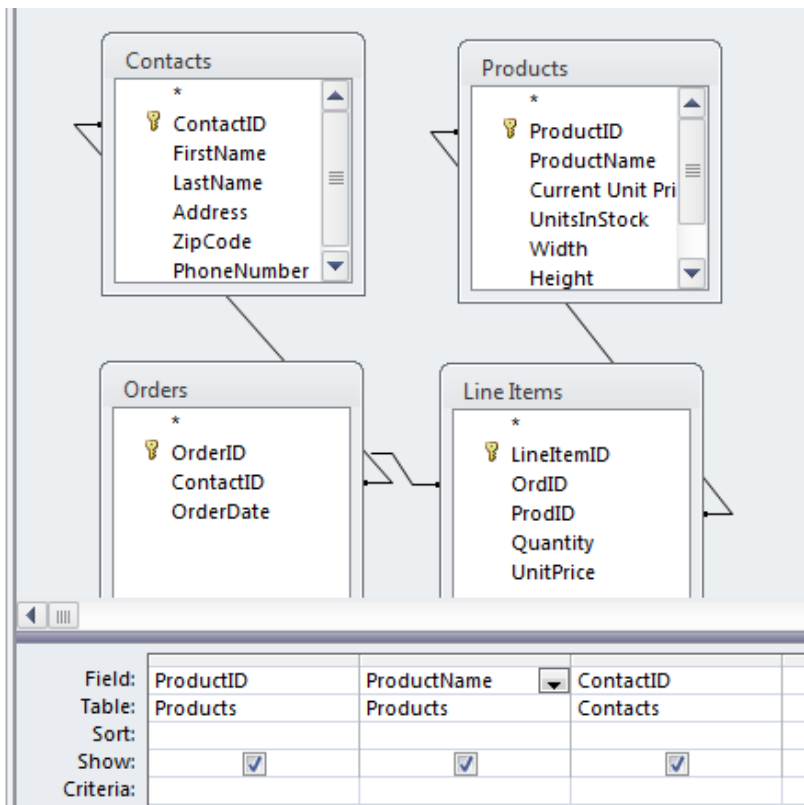 Contacts
*
ContactID
FirstName
LastName
Address
ZipCode
PhoneNumber
Products
*
ProductID
ProductName
Current Unit Pri
UnitsInStock
Width
Height
Orders
*
OrderID
ContactID
OrderDate
Line Items
*
LineItemID
OrdID
ProdID
Quantity
UnitPrice
Field: ProductID ProductName ContactID
Table: Products Products Contacts
Sort:
Show:
Criteria: